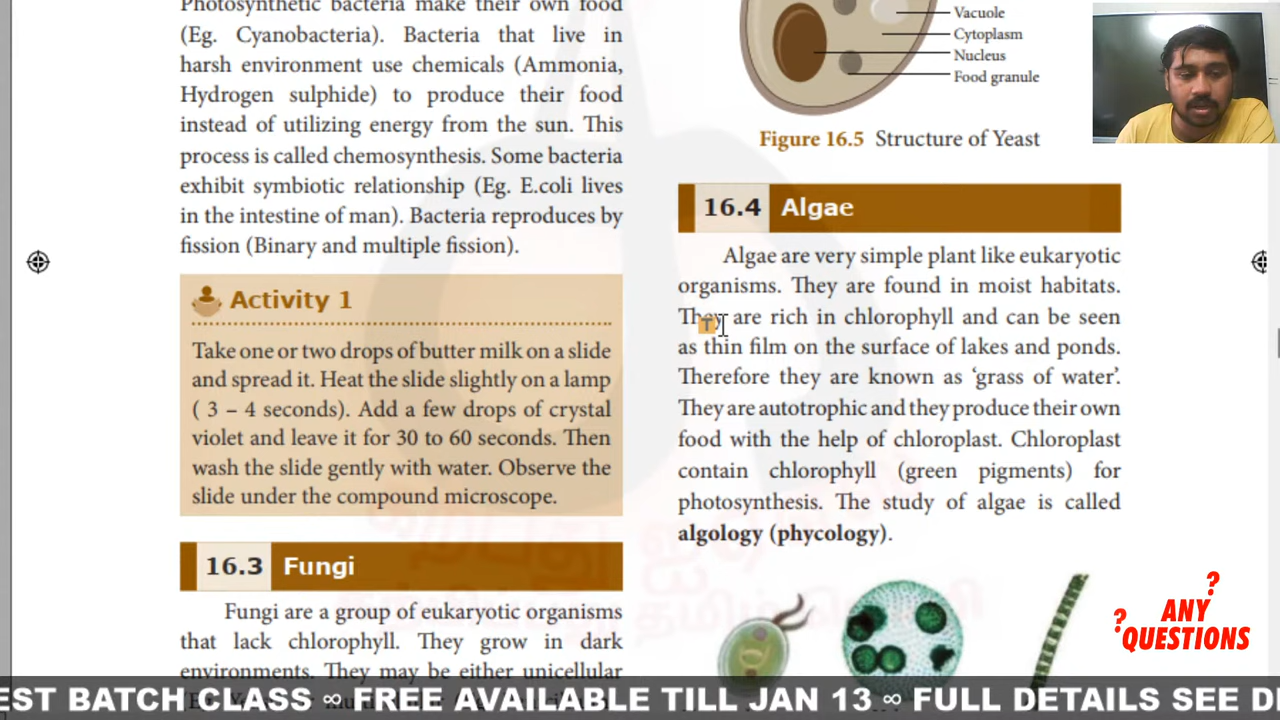 Photosynthetic bacteria make their own food
(Eg. Cyanobacteria). Bacteria that live in
harsh environment use chemicals (Ammonia,
Hydrogen sulphide) to produce their food
instead of utilizing energy from the sun. This
process is called chemosynthesis. Some bacteria
exhibit symbiotic relationship (Eg. E.coli lives
in the intestine of man). Bacteria reproduces by
fission (Binary and multiple fission).
Activity 1
Take one or two drops of butter milk on a slide
and spread it. Heat the slide slightly on a lamp
( 3 – 4 seconds). Add a few drops of crystal
violet and leave it for 30 to 60 seconds. Then
wash the slide gently with water. Observe the
slide under the compound microscope.
16.3 Fungi
Fungi are a group of eukaryotic organisms
that lack chlorophyll. They grow in dark
environments. They may be either unicellular
Vacuole
Cytoplasm
Nucleus
Food granule
Figure 16.5 Structure of Yeast
16.4 Algae
Algae are very simple plant like eukaryotic
organisms. They are found in moist habitats.
They are rich in chlorophyll and can be seen
as thin film on the surface of lakes and ponds.
Therefore they are known as ‘grass of water’.
They are autotrophic and they produce their own
food with the help of chloroplast. Chloroplast
contain chlorophyll (green pigments) for
photosynthesis. The study of algae is called
algology (phycology).
? ANY
? QUESTIONS
EST BATCH CLASS ∞ FREE AVAILABLE TILL JAN 13 ∞ FULL DETAILS SEE